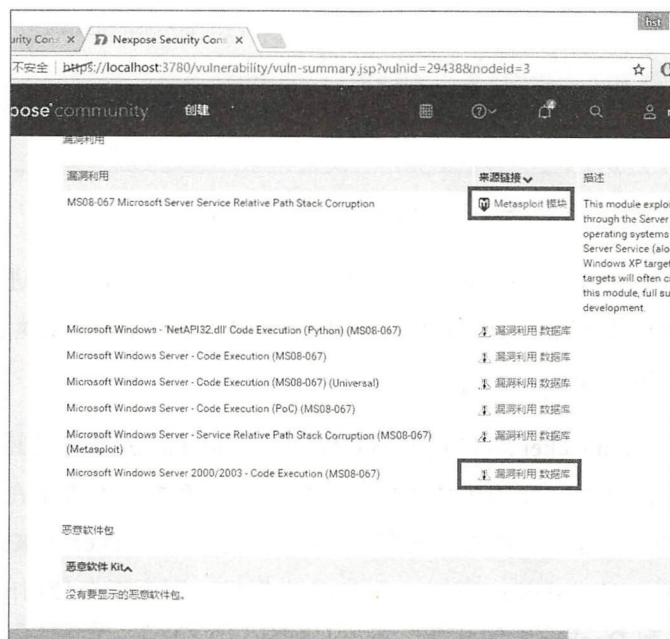 hst
urity Cons × Nexpose Security Cons ×
不安全 | https://localhost:3780/vulnerability/vuln-summary.jsp?vulnid=29438&nodeid=3
pose community 创建
漏洞利用
漏洞利用 来源链接 描述
MS08-067 Microsoft Server Service Relative Path Stack Corruption Metasploit 模块 This module exploi
through the Server
operating systems
Server Service (alo
Windows XP target
targets will often c
this module, full su
development.
Microsoft Windows - 'NetAPI32.dll' Code Execution (Python) (MS08-067) 漏洞利用 数据库
Microsoft Windows Server - Code Execution (MS08-067) 漏洞利用 数据库
Microsoft Windows Server - Code Execution (MS08-067) (Universal) 漏洞利用 数据库
Microsoft Windows Server - Code Execution (PoC) (MS08-067) 漏洞利用 数据库
Microsoft Windows Server - Service Relative Path Stack Corruption (MS08-067) 漏洞利用 数据库
(Metasploit)
Microsoft Windows Server 2000/2003 - Code Execution (MS08-067) 漏洞利用 数据库
恶意软件包
恶意软件 Kit
没有要显示的恶意软件包。